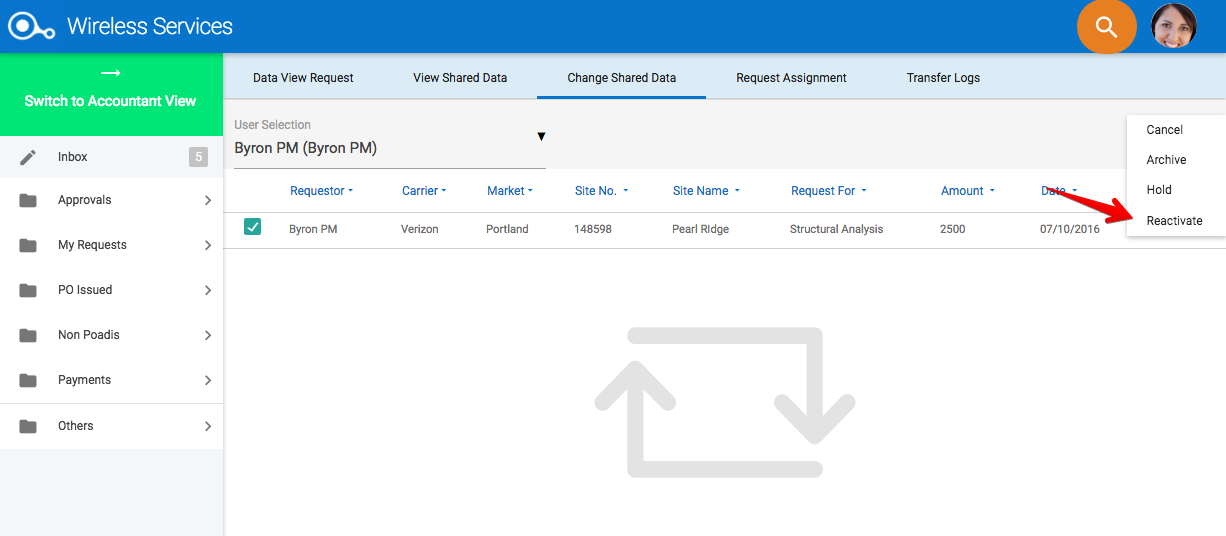 Wireless Services
Switch to Accountant View
Data View Request View Shared Data Change Shared Data Request Assignment Transfer Logs
User Selection
Byron PM (Byron PM)
Cancel
Archive
Hold
Reactivate
Inbox 5
Approvals
My Requests
PO Issued
Non Poadis
Payments
Others
Requestor Carrier Market Site No. Site Name Request For Amount Date
Byron PM Verizon Portland 148598 Pearl RIdge Structural Analysis 2500 07/10/2016